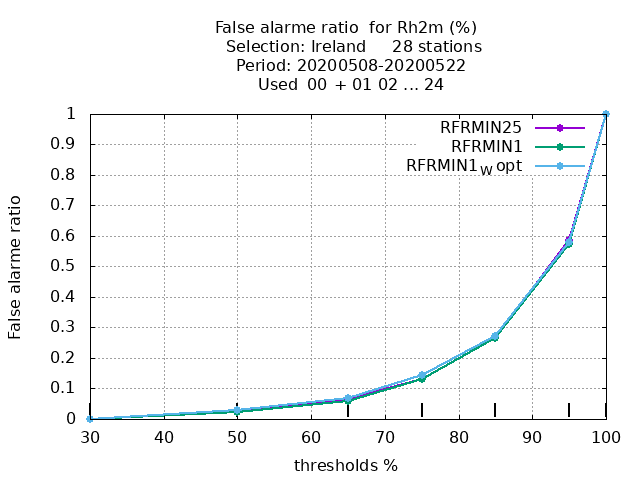 False alarme ratio  for Rh2m (%)
Selection: Ireland     28 stations
Period: 20200508-20200522
Used  00 + 01 02 ... 24
1
0.9
0.8
0.7
0.6
0.5
0.4
0.3
0.2
0.1
0
False alarme ratio
RFRMIN25
RFRMIN1
RFRMIN1W opt
30 40 50 60 70 80 90 100
thresholds %